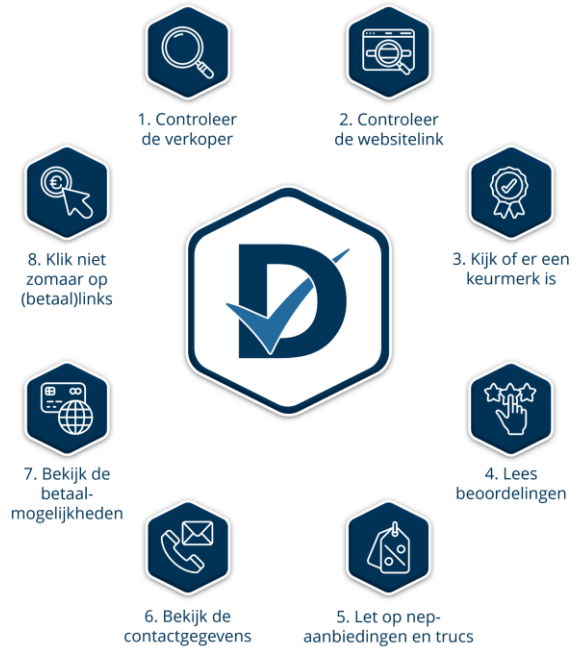 1. Controleer
de verkoper
2. Controleer
de websitelink
3. Kijk of er een
keurmerk is
4. Lees
beoordelingen
5. Let op nep-
aanbiedingen en trucs
6. Bekijk de
contactgegevens
7. Bekijk de
betaal-
mogelijkheden
8. Klik niet
zomaar op
(betaal)links
D